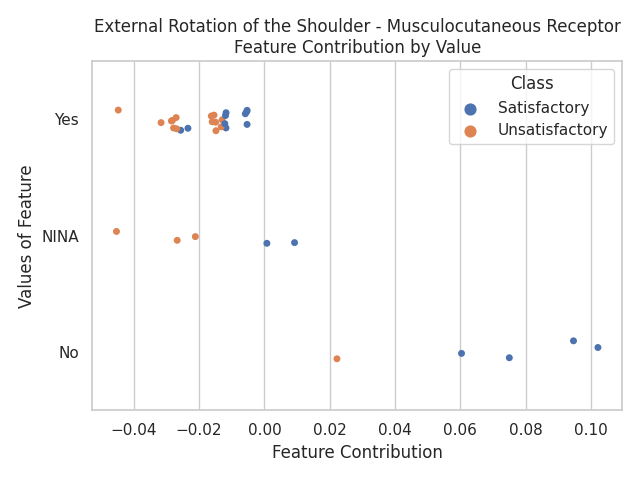 External Rotation of the Shoulder - Musculocutaneous Receptor
Feature Contribution by Value
Class
Satisfactory
Unsatisfactory
Values of Feature
Yes
NINA
No
−0.04 −0.02 0.00 0.02 0.04 0.06 0.08 0.10
Feature Contribution